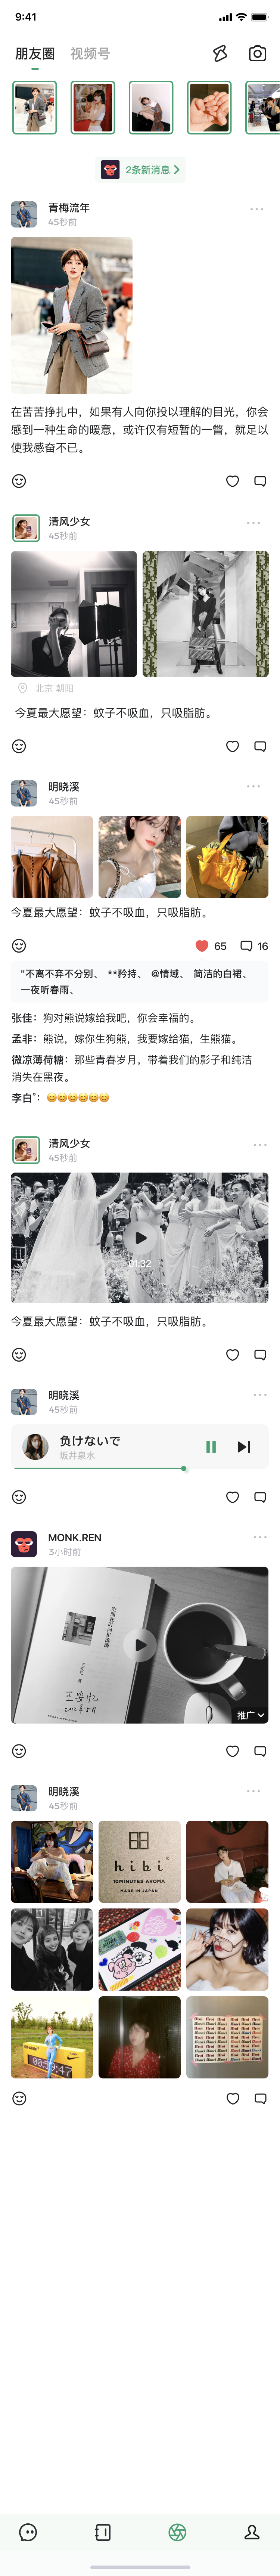 9:41
朋友圈 视频号
2条新消息
青梅流年
45秒前
在苦苦挣扎中，如果有人向你投以理解的目光，你会
感到一种生命的暖意，或许仅有短暂的一瞥，就足以
使我感奋不已。
清风少女
45秒前
北京 朝阳
今夏最大愿望：蚊子不吸血，只吸脂肪。
明晓溪
45秒前
今夏最大愿望：蚊子不吸血，只吸脂肪。
65 16
"不离不弃不分别、 **矜持、 @情域、 简洁的白裙、
一夜听春雨、
张佳：狗对熊说嫁给我吧，你会幸福的。
孟非：熊说，嫁你生狗熊，我要嫁给猫，生熊猫。
微凉薄荷糖：那些青春岁月，带着我们的影子和纯洁
消失在黑夜。
李白°：😄😄😄😄😄😄
清风少女
45秒前
01:32
今夏最大愿望：蚊子不吸血，只吸脂肪。
明晓溪
45秒前
負けないで
坂井泉水
MONK.REN
3小时前
空间在时间里流淌
推广
明晓溪
45秒前
hibi
10MINUTES AROMA
MADE IN JAPAN